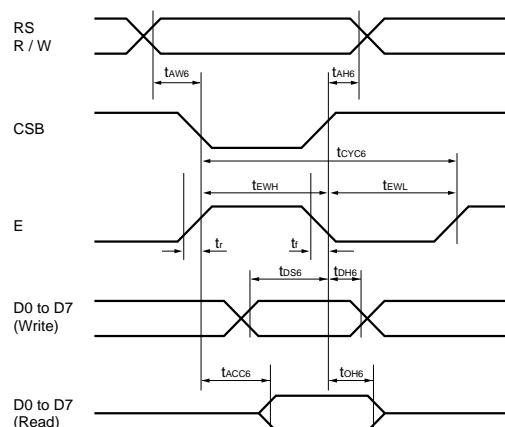 RS
R / W
tAW6
tAH6
CSB
tCYC6
tEWH
tEWL
E
tr
tf
tDS6
tDH6
D0 to D7
(Write)
tACC6
tOH6
D0 to D7
(Read)